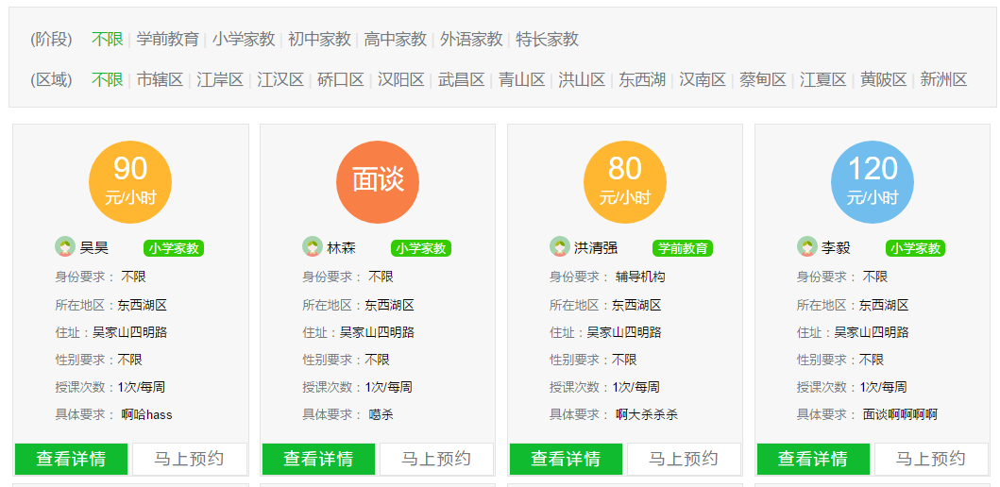 (阶段) 不限 | 学前教育 | 小学家教 | 初中家教 | 高中家教 | 外语家教 | 特长家教
(区域) 不限 | 市辖区 | 江岸区 | 江汉区 | 硚口区 | 汉阳区 | 武昌区 | 青山区 | 洪山区 | 东西湖 | 汉南区 | 蔡甸区 | 江夏区 | 黄陂区 | 新洲区
90
元/小时
吴昊 小学家教
身份要求： 不限
所在地区：东西湖区
住址：吴家山四明路
性别要求：不限
授课次数：1次/每周
具体要求： 啊哈hass
查看详情 马上预约
面谈
林森 小学家教
身份要求： 不限
所在地区：东西湖区
住址：吴家山四明路
性别要求：不限
授课次数：1次/每周
具体要求： 噶杀
查看详情 马上预约
80
元/小时
洪清强 学前教育
身份要求： 辅导机构
所在地区：东西湖区
住址：吴家山四明路
性别要求：不限
授课次数：1次/每周
具体要求： 啊大杀杀杀
查看详情 马上预约
120
元/小时
李毅 小学家教
身份要求： 不限
所在地区：东西湖区
住址：吴家山四明路
性别要求：不限
授课次数：1次/每周
具体要求： 面谈啊啊啊啊
查看详情 马上预约